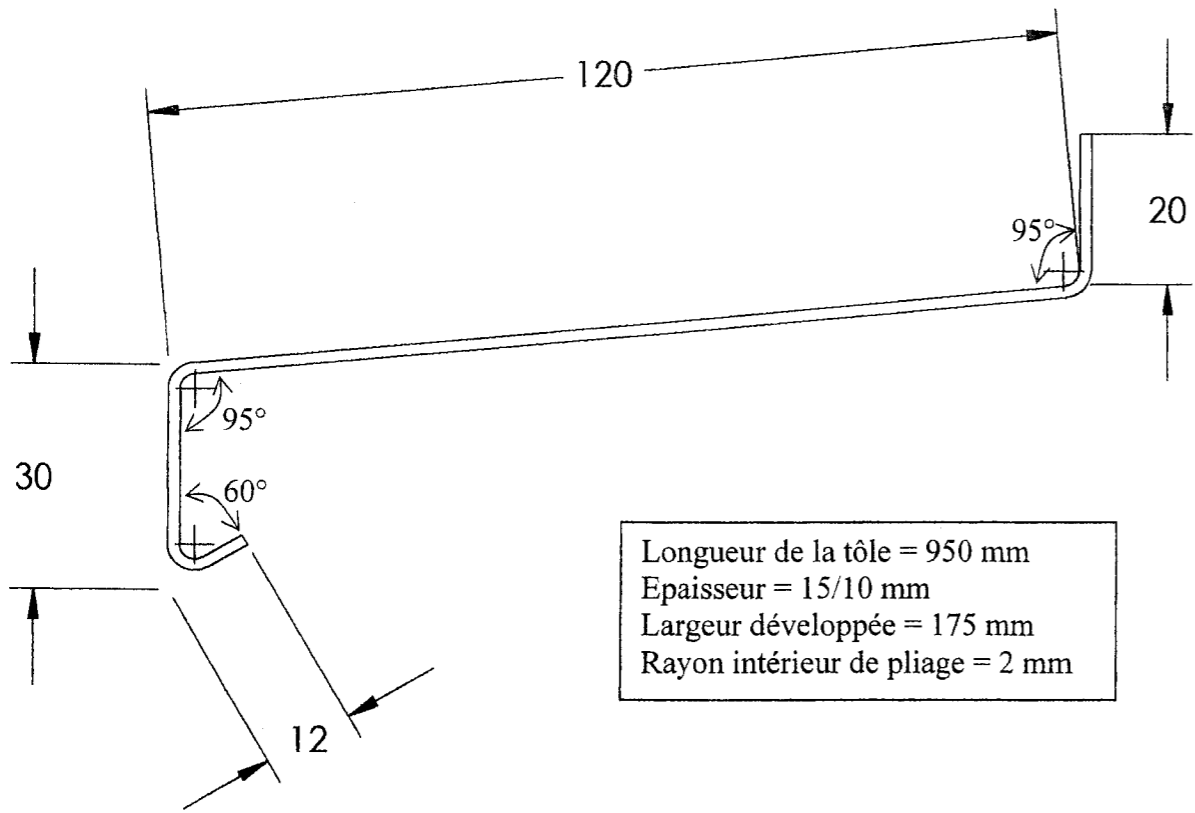 120
20
95°
95°
30
60°
12
Longueur de la tôle = 950 mm
Epaisseur = 15/10 mm
Largeur développée = 175 mm
Rayon intérieur de pliage = 2 mm